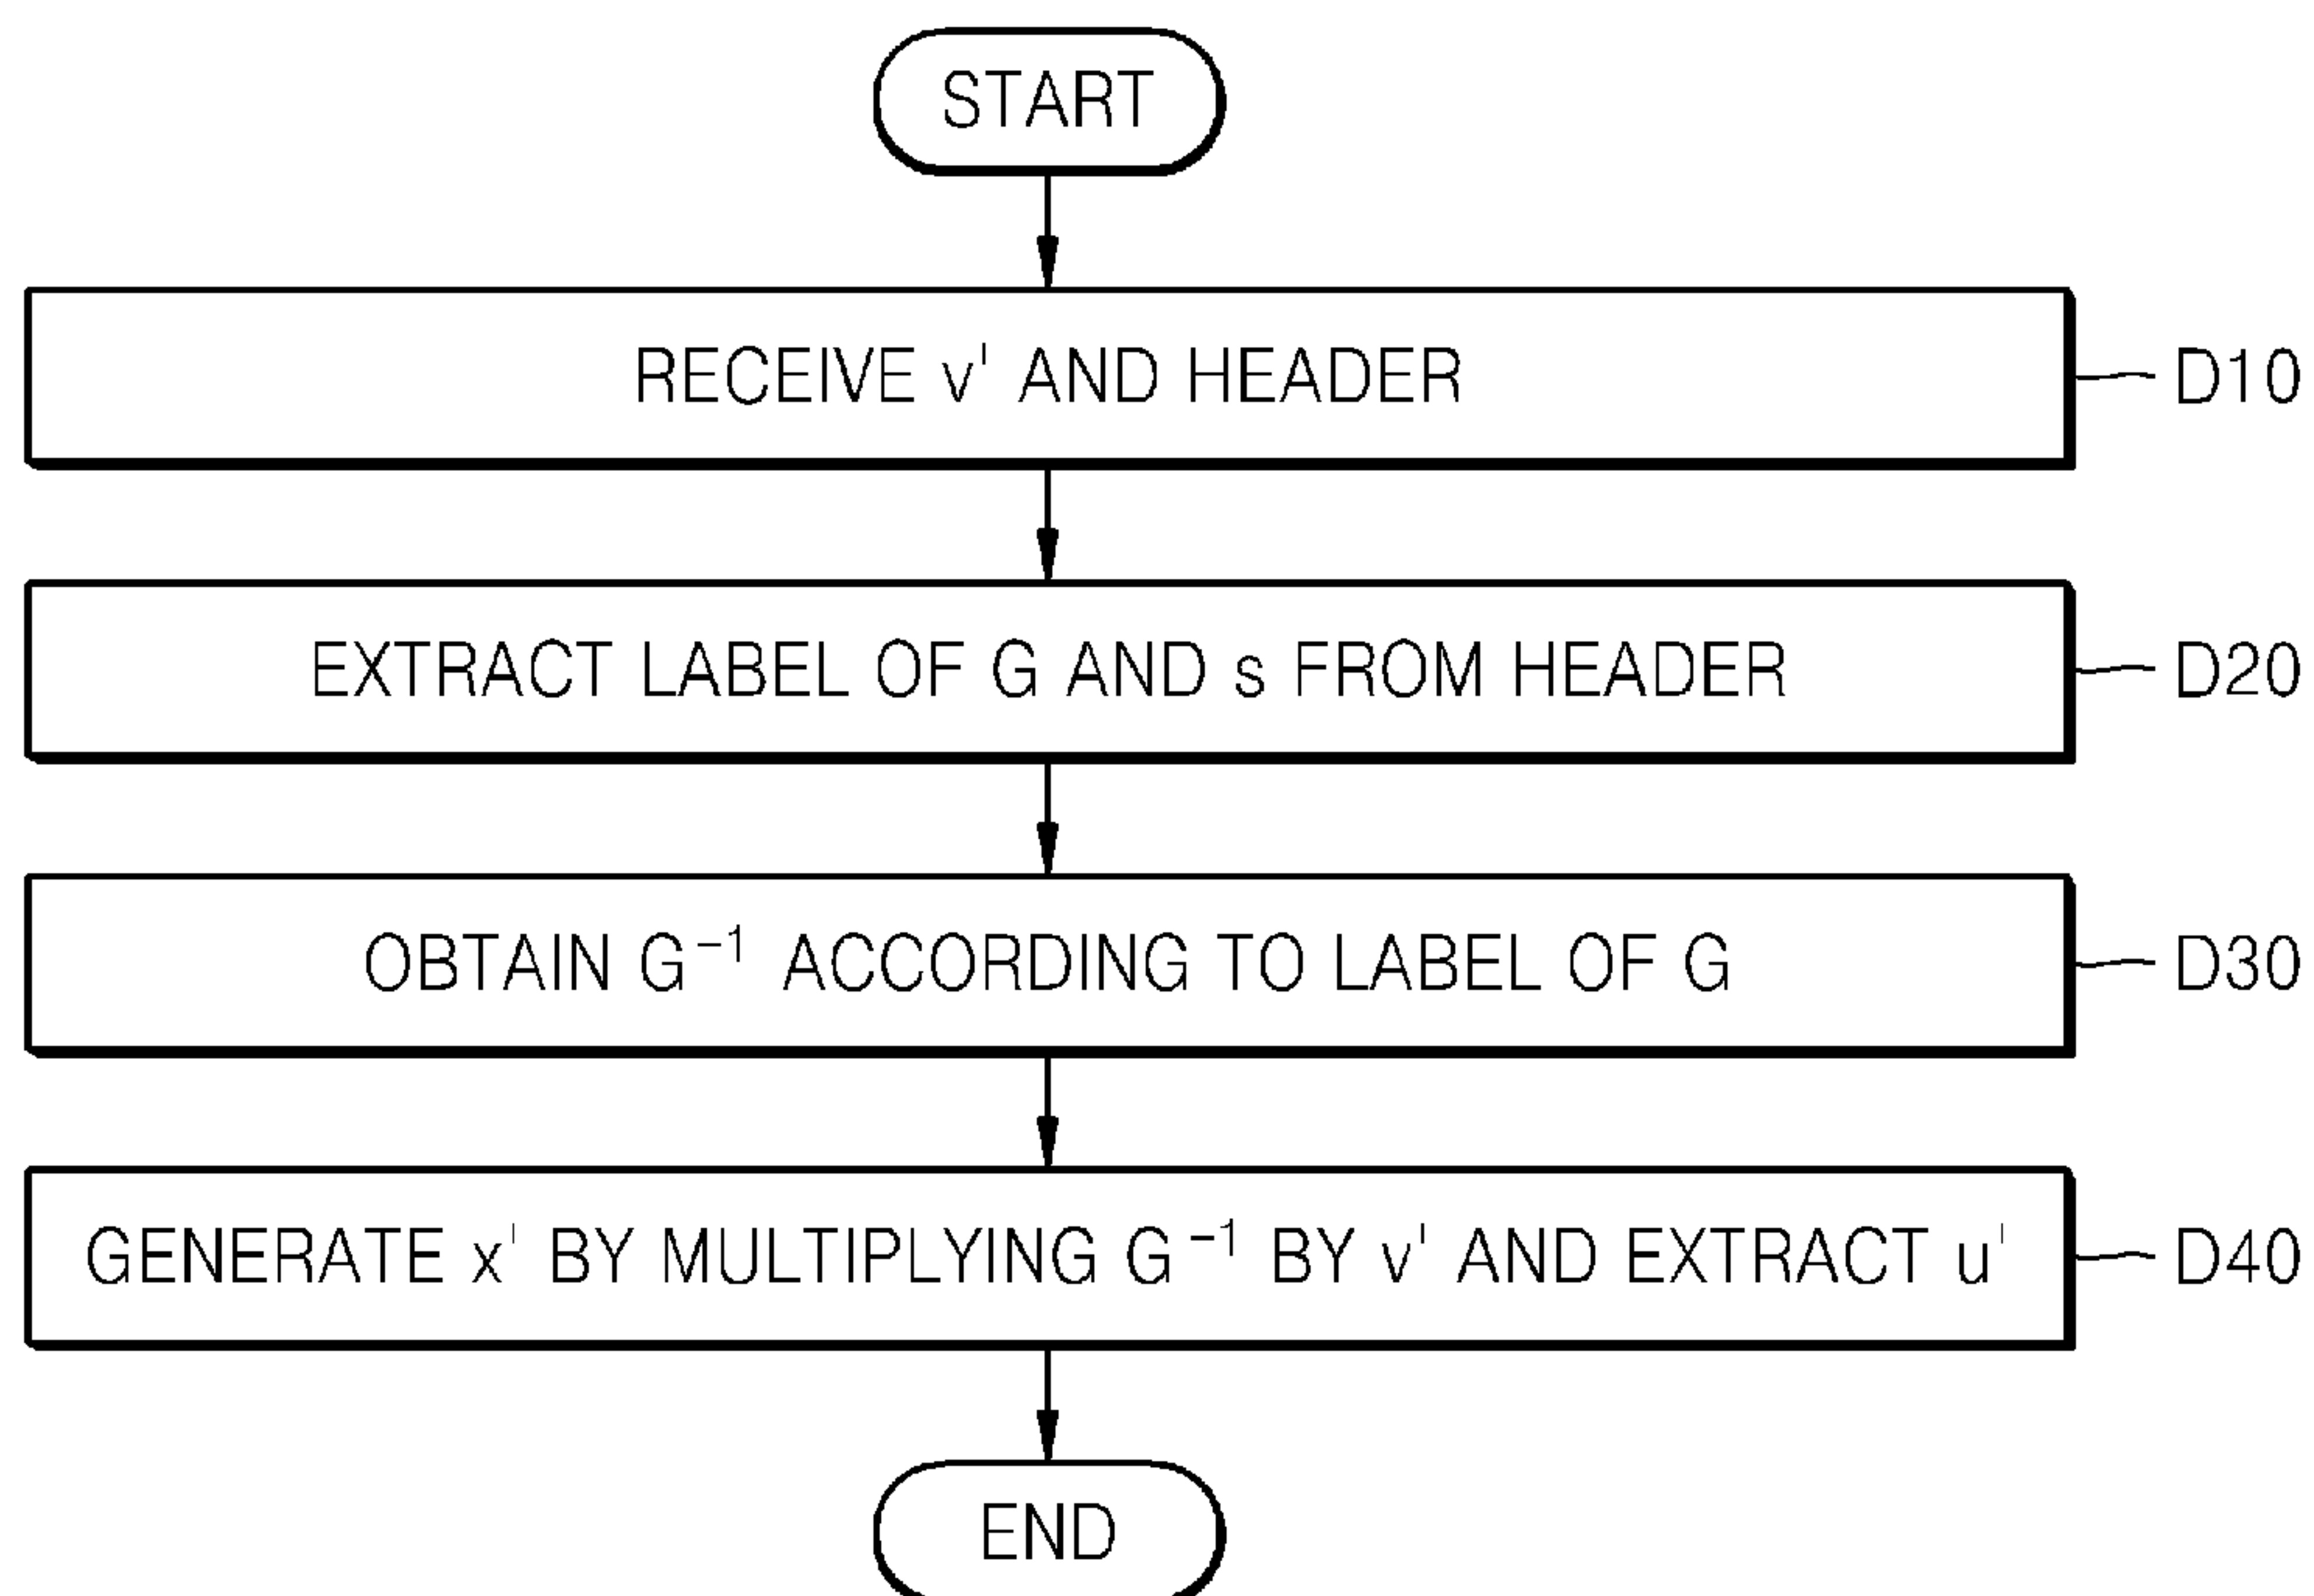 START
RECEIVE v' AND HEADER
D10
EXTRACT LABEL OF G AND s FROM HEADER
D20
OBTAIN G⁻¹ ACCORDING TO LABEL OF G
D30
GENERATE x' BY MULTIPLYING G⁻¹ BY v' AND EXTRACT u'
D40
END